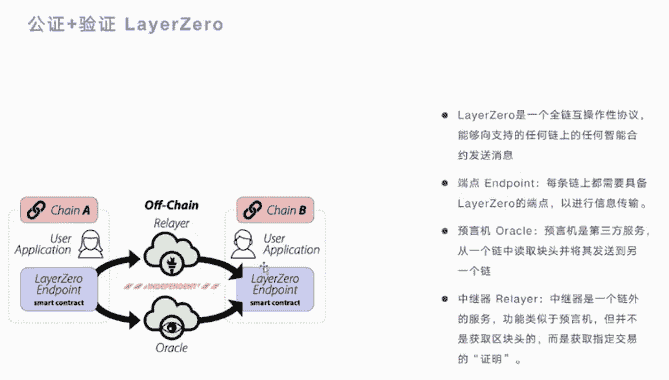 公证+验证 LayerZero
LayerZero是一个全链互操作性协议，
能够向支持的任何链上的任何智能合
约发送消息
端点 Endpoint：每条链上都需要具备
LayerZero的端点，以进行信息传输。
预言机 Oracle：预言机是第三方服务，
从一个链中读取块头并将其发送到另
一个链
中继器 Relayer：中继器是一个链外
的服务，功能类似于预言机，但并不
是获取区块头的，而是获取指定交易
的“证明”。
Chain A
Off-Chain
Relayer
Chain B
User
Application
User
Application
LayerZero
Endpoint
smart contract
INDEPENDENT
LayerZero
Endpoint
smart contract
Oracle